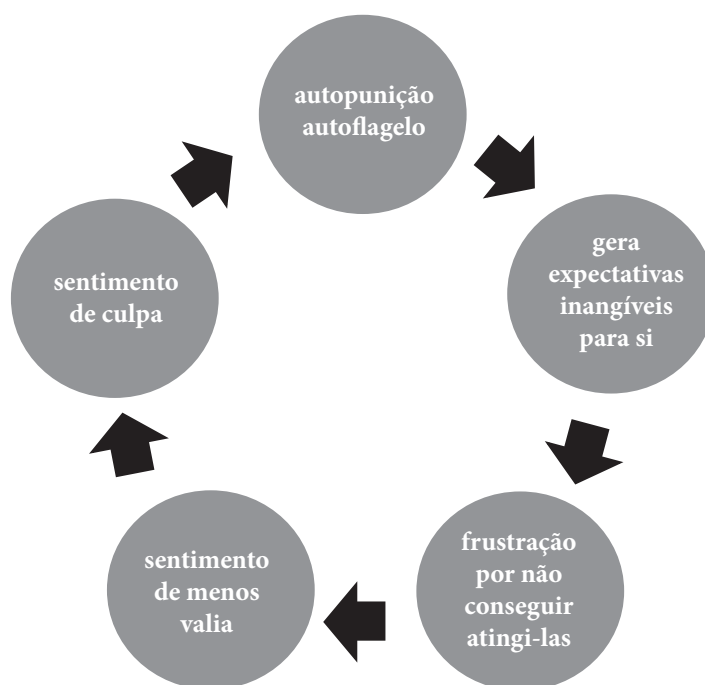 autopunição
autoflagelo
gera
expectativas
inangíveis
para si
frustração
por não
conseguir
atingi-las
sentimento
de menos
valia
sentimento
de culpa